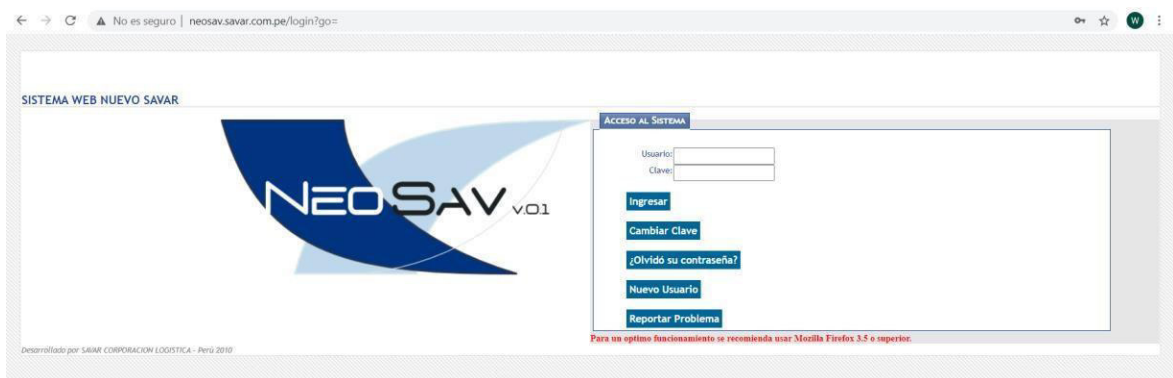 No es seguro | neosav.savar.com.pe/login?go=
W
SISTEMA WEB NUEVO SAVAR
NEOSAV v.0.1
ACCESO AL SISTEMA
Usuario:
Clave:
Ingresar
Cambiar Clave
¿Olvidó su contraseña?
Nuevo Usuario
Reportar Problema
Para un optimo funcionamiento se recomienda usar Mozilla Firefox 3.5 o superior.
Desarrollado por SAVAR CORPORACION LOGISTICA - Perú 2010